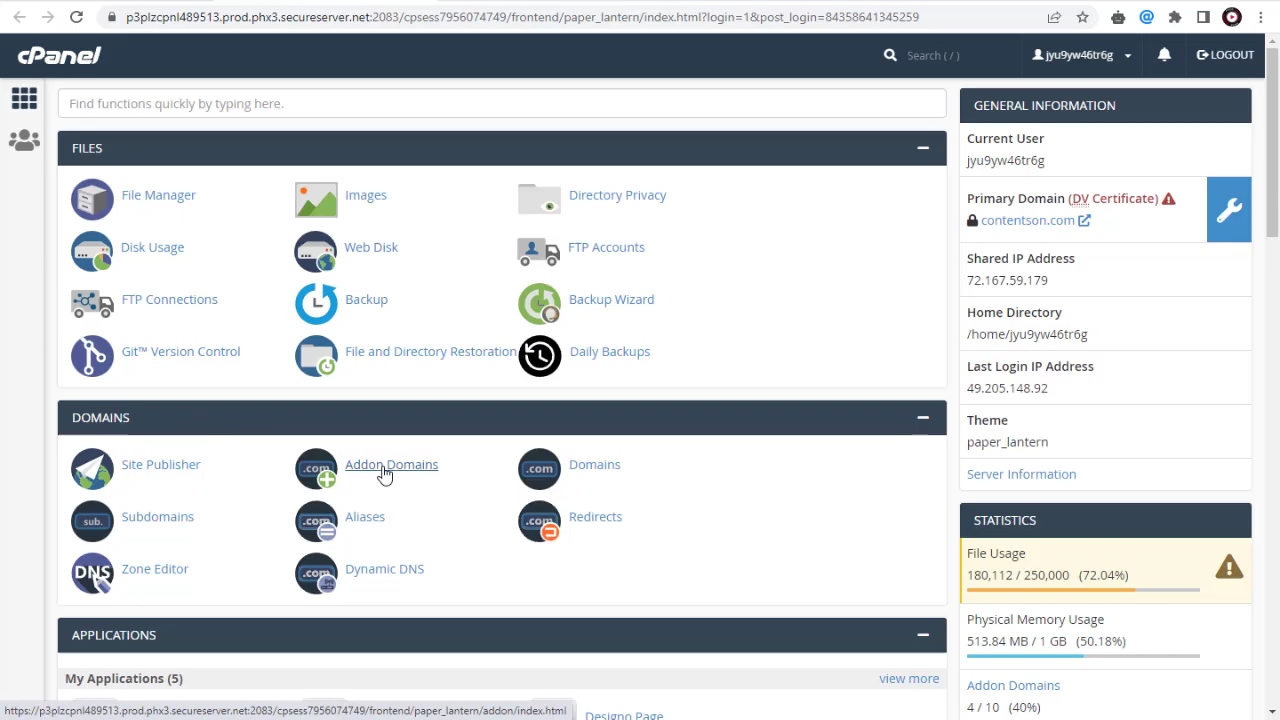 p3plzcpnl489513.prod.phx3.secureserver.net:2083/cpsess7956074749/frontend/paper_lantern/index.html?login=1&post_login=84358641345259
cPanel
Search ( / )
jyu9yw46tr6g
LOGOUT
Find functions quickly by typing here.
FILES
File Manager
Images
Directory Privacy
Disk Usage
Web Disk
FTP Accounts
FTP Connections
Backup
Backup Wizard
Git™ Version Control
File and Directory Restoration
Daily Backups
DOMAINS
Site Publisher
.com
Addon Domains
.com
Domains
sub.
Subdomains
.com
Aliases
.com
Redirects
DNS
Zone Editor
.com
Dynamic DNS
APPLICATIONS
My Applications (5)
view more
Designo Page
GENERAL INFORMATION
Current User
jyu9yw46tr6g
Primary Domain (DV Certificate)
contentson.com
Shared IP Address
72.167.59.179
Home Directory
/home/jyu9yw46tr6g
Last Login IP Address
49.205.148.92
Theme
paper_lantern
Server Information
STATISTICS
File Usage
180,112 / 250,000 (72.04%)
Physical Memory Usage
513.84 MB / 1 GB (50.18%)
Addon Domains
4 / 10 (40%)
https://p3plzcpnl489513.prod.phx3.secureserver.net:2083/cpsess7956074749/frontend/paper_lantern/addon/index.html